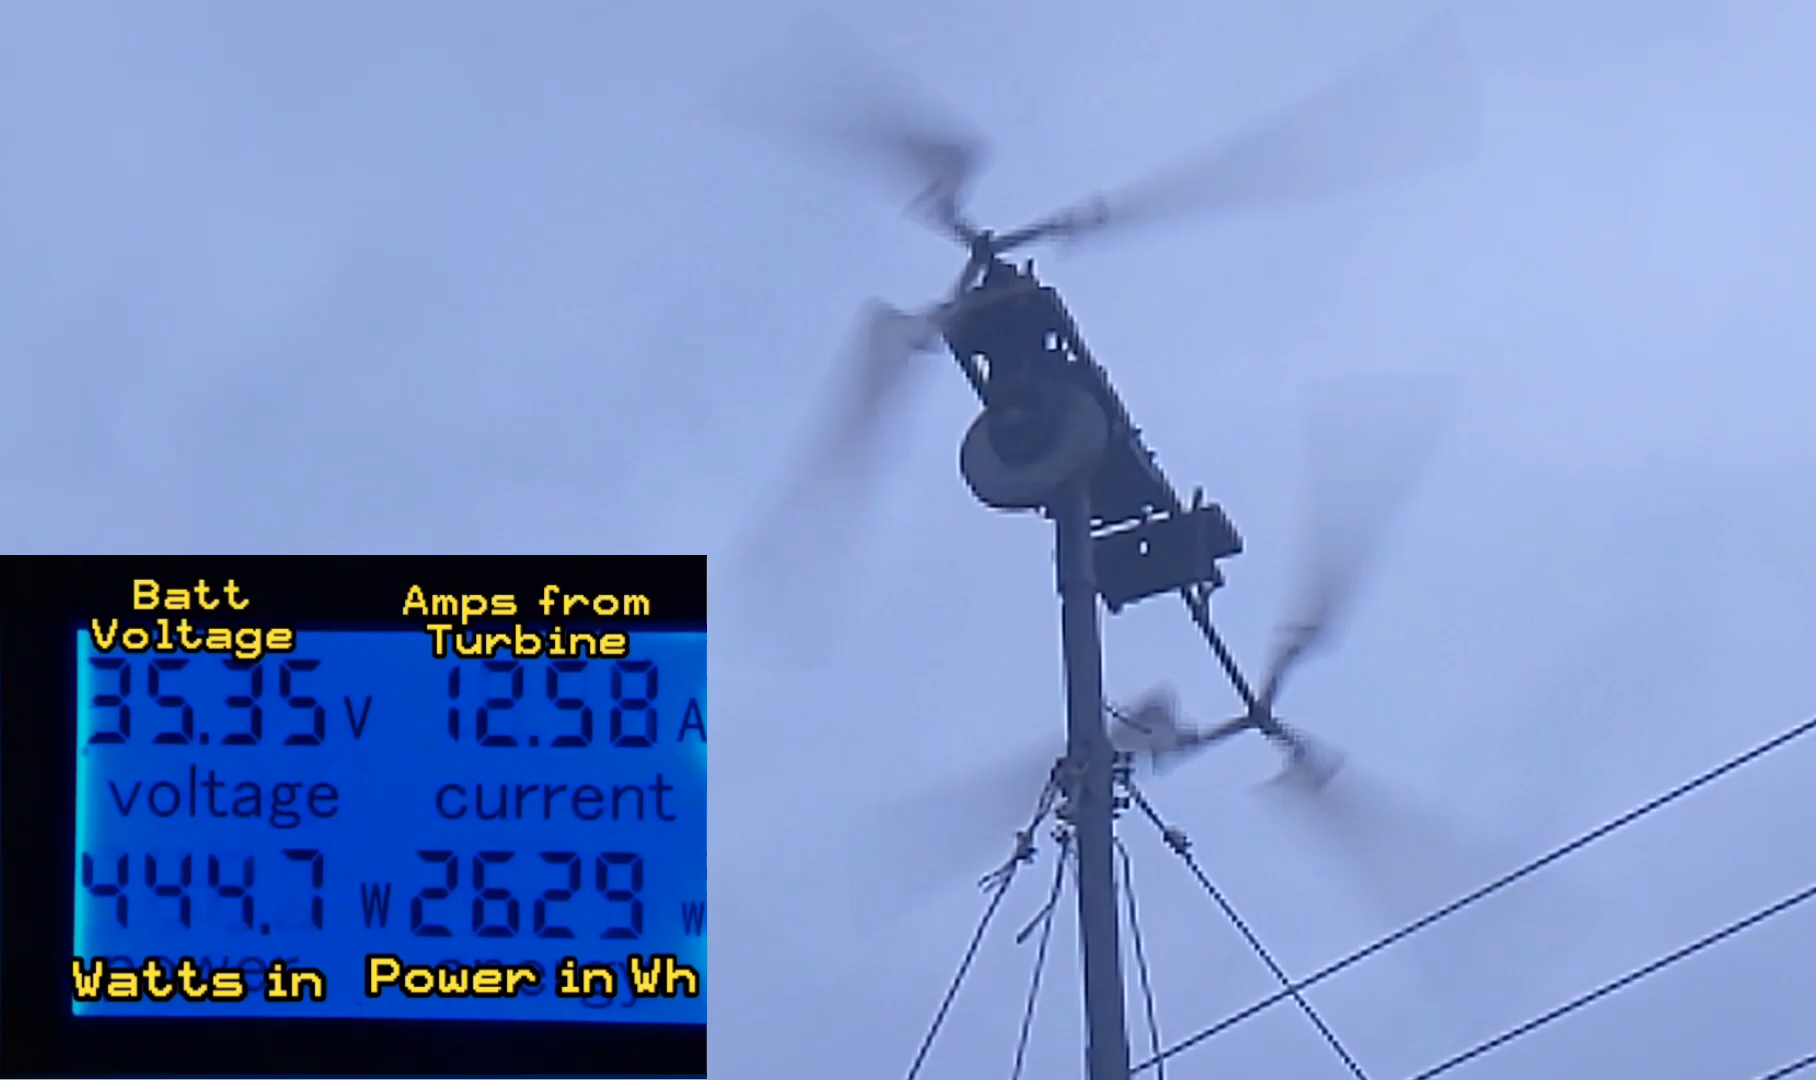 Batt
Voltage
Amps from
Turbine
35.35 V
12.58 A
voltage
current
444.7 W
2629 W
Watts in
Power in Wh